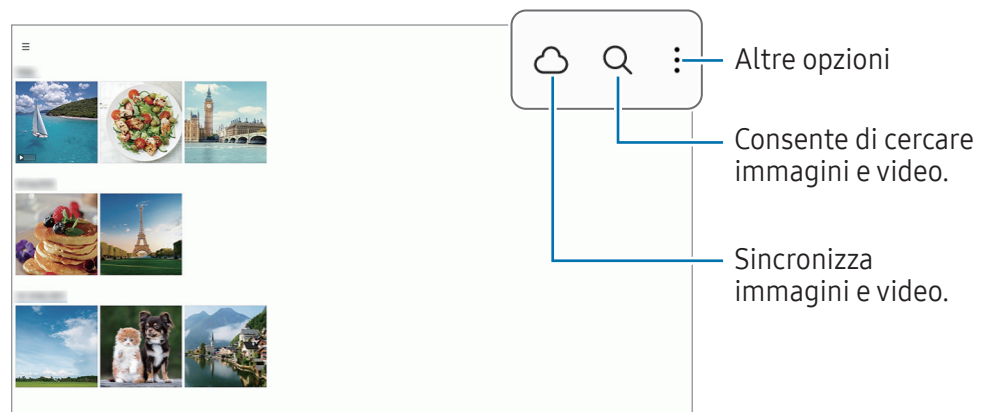 Altre opzioni
Consente di cercare
immagini e video.
Sincronizza
immagini e video.